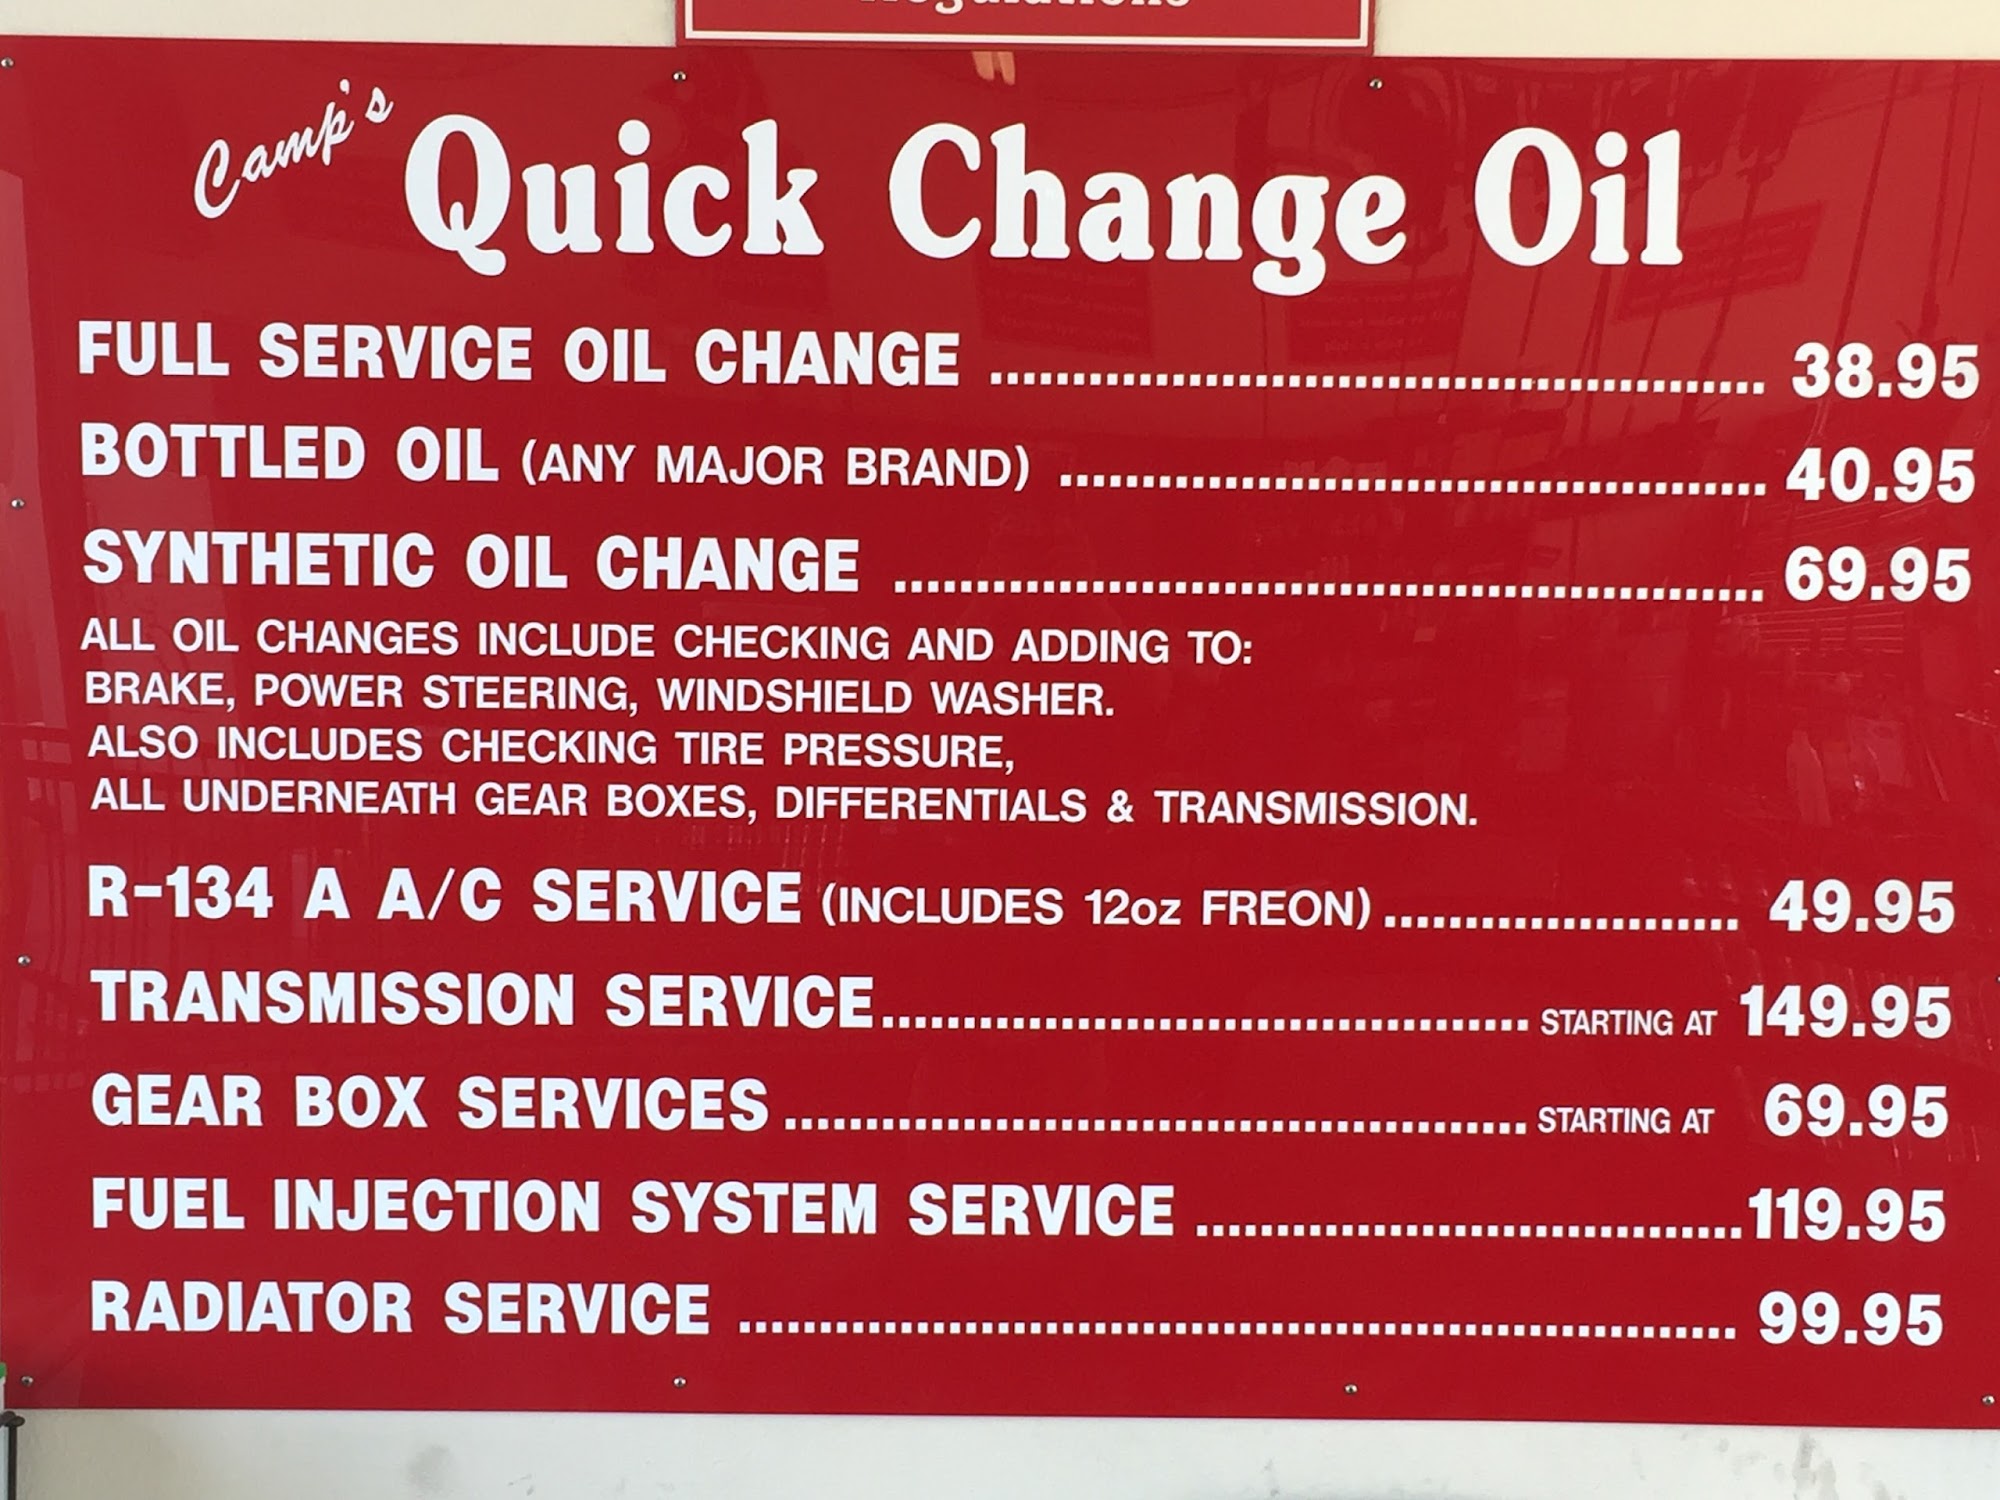 Regulations
Camp's Quick Change Oil
FULL SERVICE OIL CHANGE ........ 38.95
BOTTLED OIL (ANY MAJOR BRAND) ........ 40.95
SYNTHETIC OIL CHANGE ........ 69.95
ALL OIL CHANGES INCLUDE CHECKING AND ADDING TO:
BRAKE, POWER STEERING, WINDSHIELD WASHER.
ALSO INCLUDES CHECKING TIRE PRESSURE,
ALL UNDERNEATH GEAR BOXES, DIFFERENTIALS & TRANSMISSION.
R-134 A A/C SERVICE (INCLUDES 12oz FREON) ........ 49.95
TRANSMISSION SERVICE ........ STARTING AT 149.95
GEAR BOX SERVICES ........ STARTING AT 69.95
FUEL INJECTION SYSTEM SERVICE ........ 119.95
RADIATOR SERVICE ........ 99.95